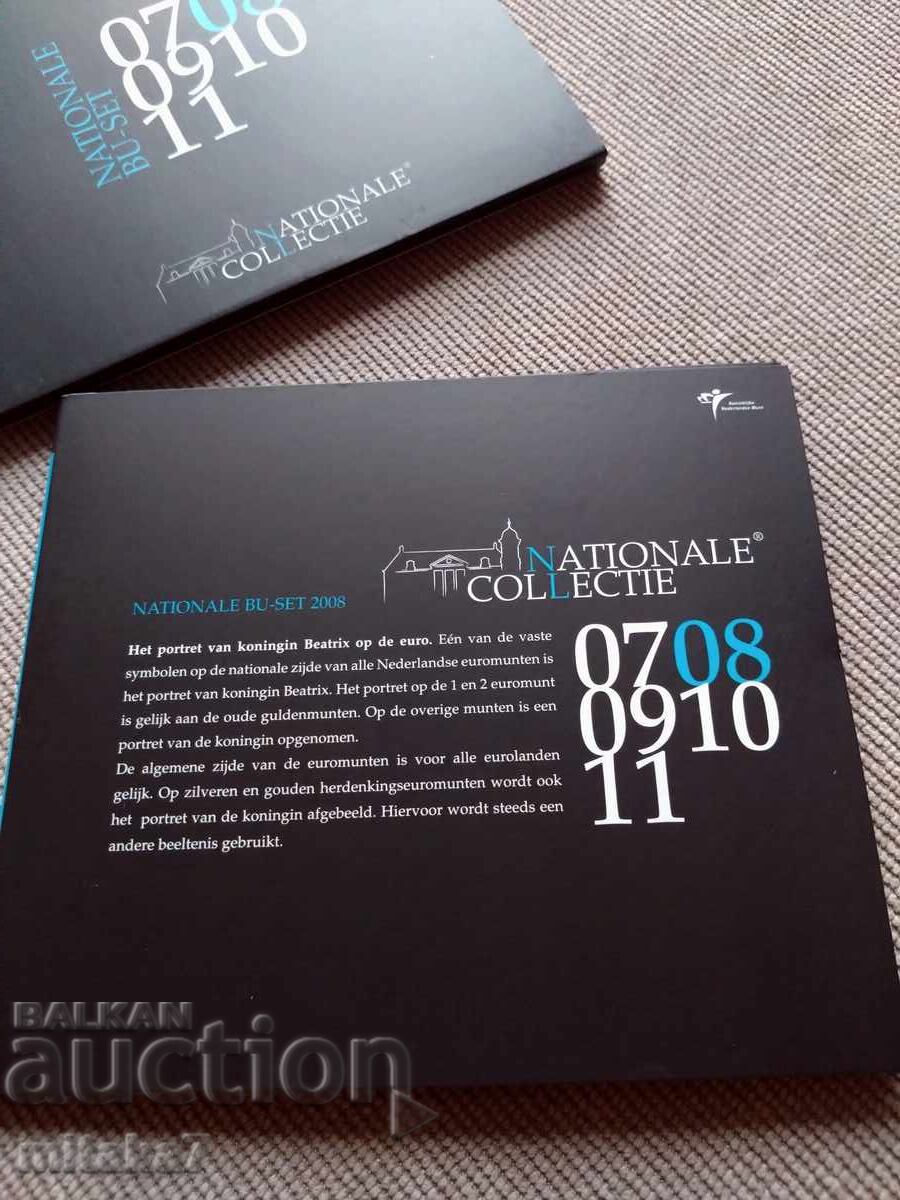 0708
0910
11
NATIONALE
BU-SET
NATIONALE®
COLLECTIE
Koninklijke
Nederlandse Munt
NATIONALE®
COLLECTIE
NATIONALE BU-SET 2008
0708
0910
11
Het portret van koningin Beatrix op de euro. Eén van de vaste
symbolen op de nationale zijde van alle Nederlandse euromunten is
het portret van koningin Beatrix. Het portret op de 1 en 2 euromunt
is gelijk aan de oude guldenmunten. Op de overige munten is een
portret van de koningin opgenomen.
De algemene zijde van de euromunten is voor alle eurolanden
gelijk. Op zilveren en gouden herdenkingseuromunten wordt ook
het portret van de koningin afgebeeld. Hiervoor wordt steeds een
andere beeltenis gebruikt.
BALKAN
auction
mitaka7